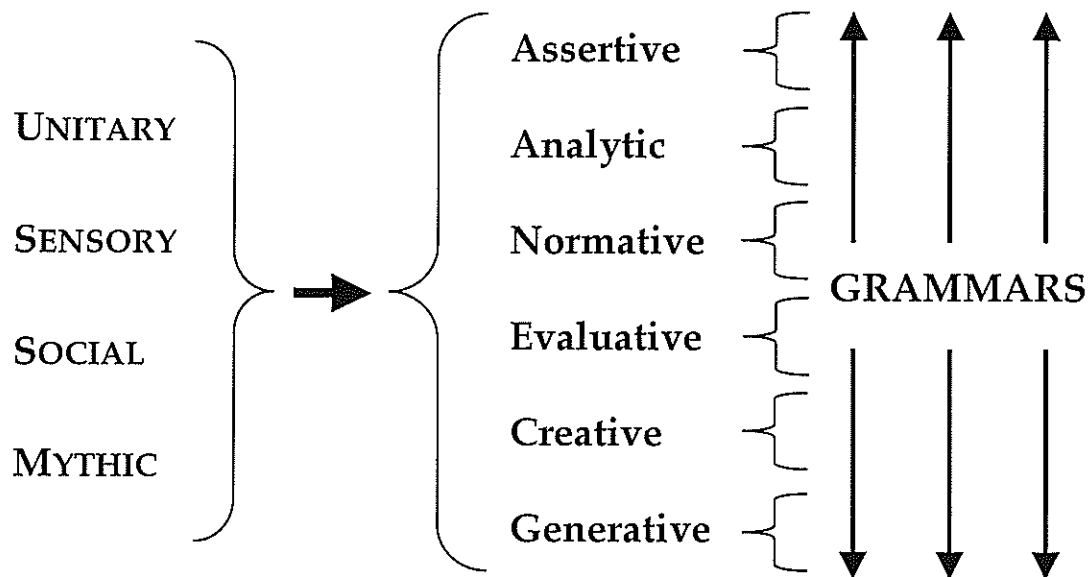 UNITARY
SENSORY
SOCIAL
MYTHIC
Assertive
Analytic
Normative
Evaluative
Creative
Generative
GRAMMARS